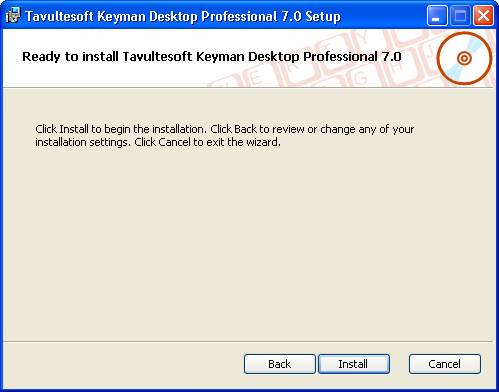 Tavultesoft Keyman Desktop Professional 7.0 Setup
Ready to install Tavultesoft Keyman Desktop Professional 7.0
Click Install to begin the installation. Click Back to review or change any of your
installation settings. Click Cancel to exit the wizard.
Back Install Cancel